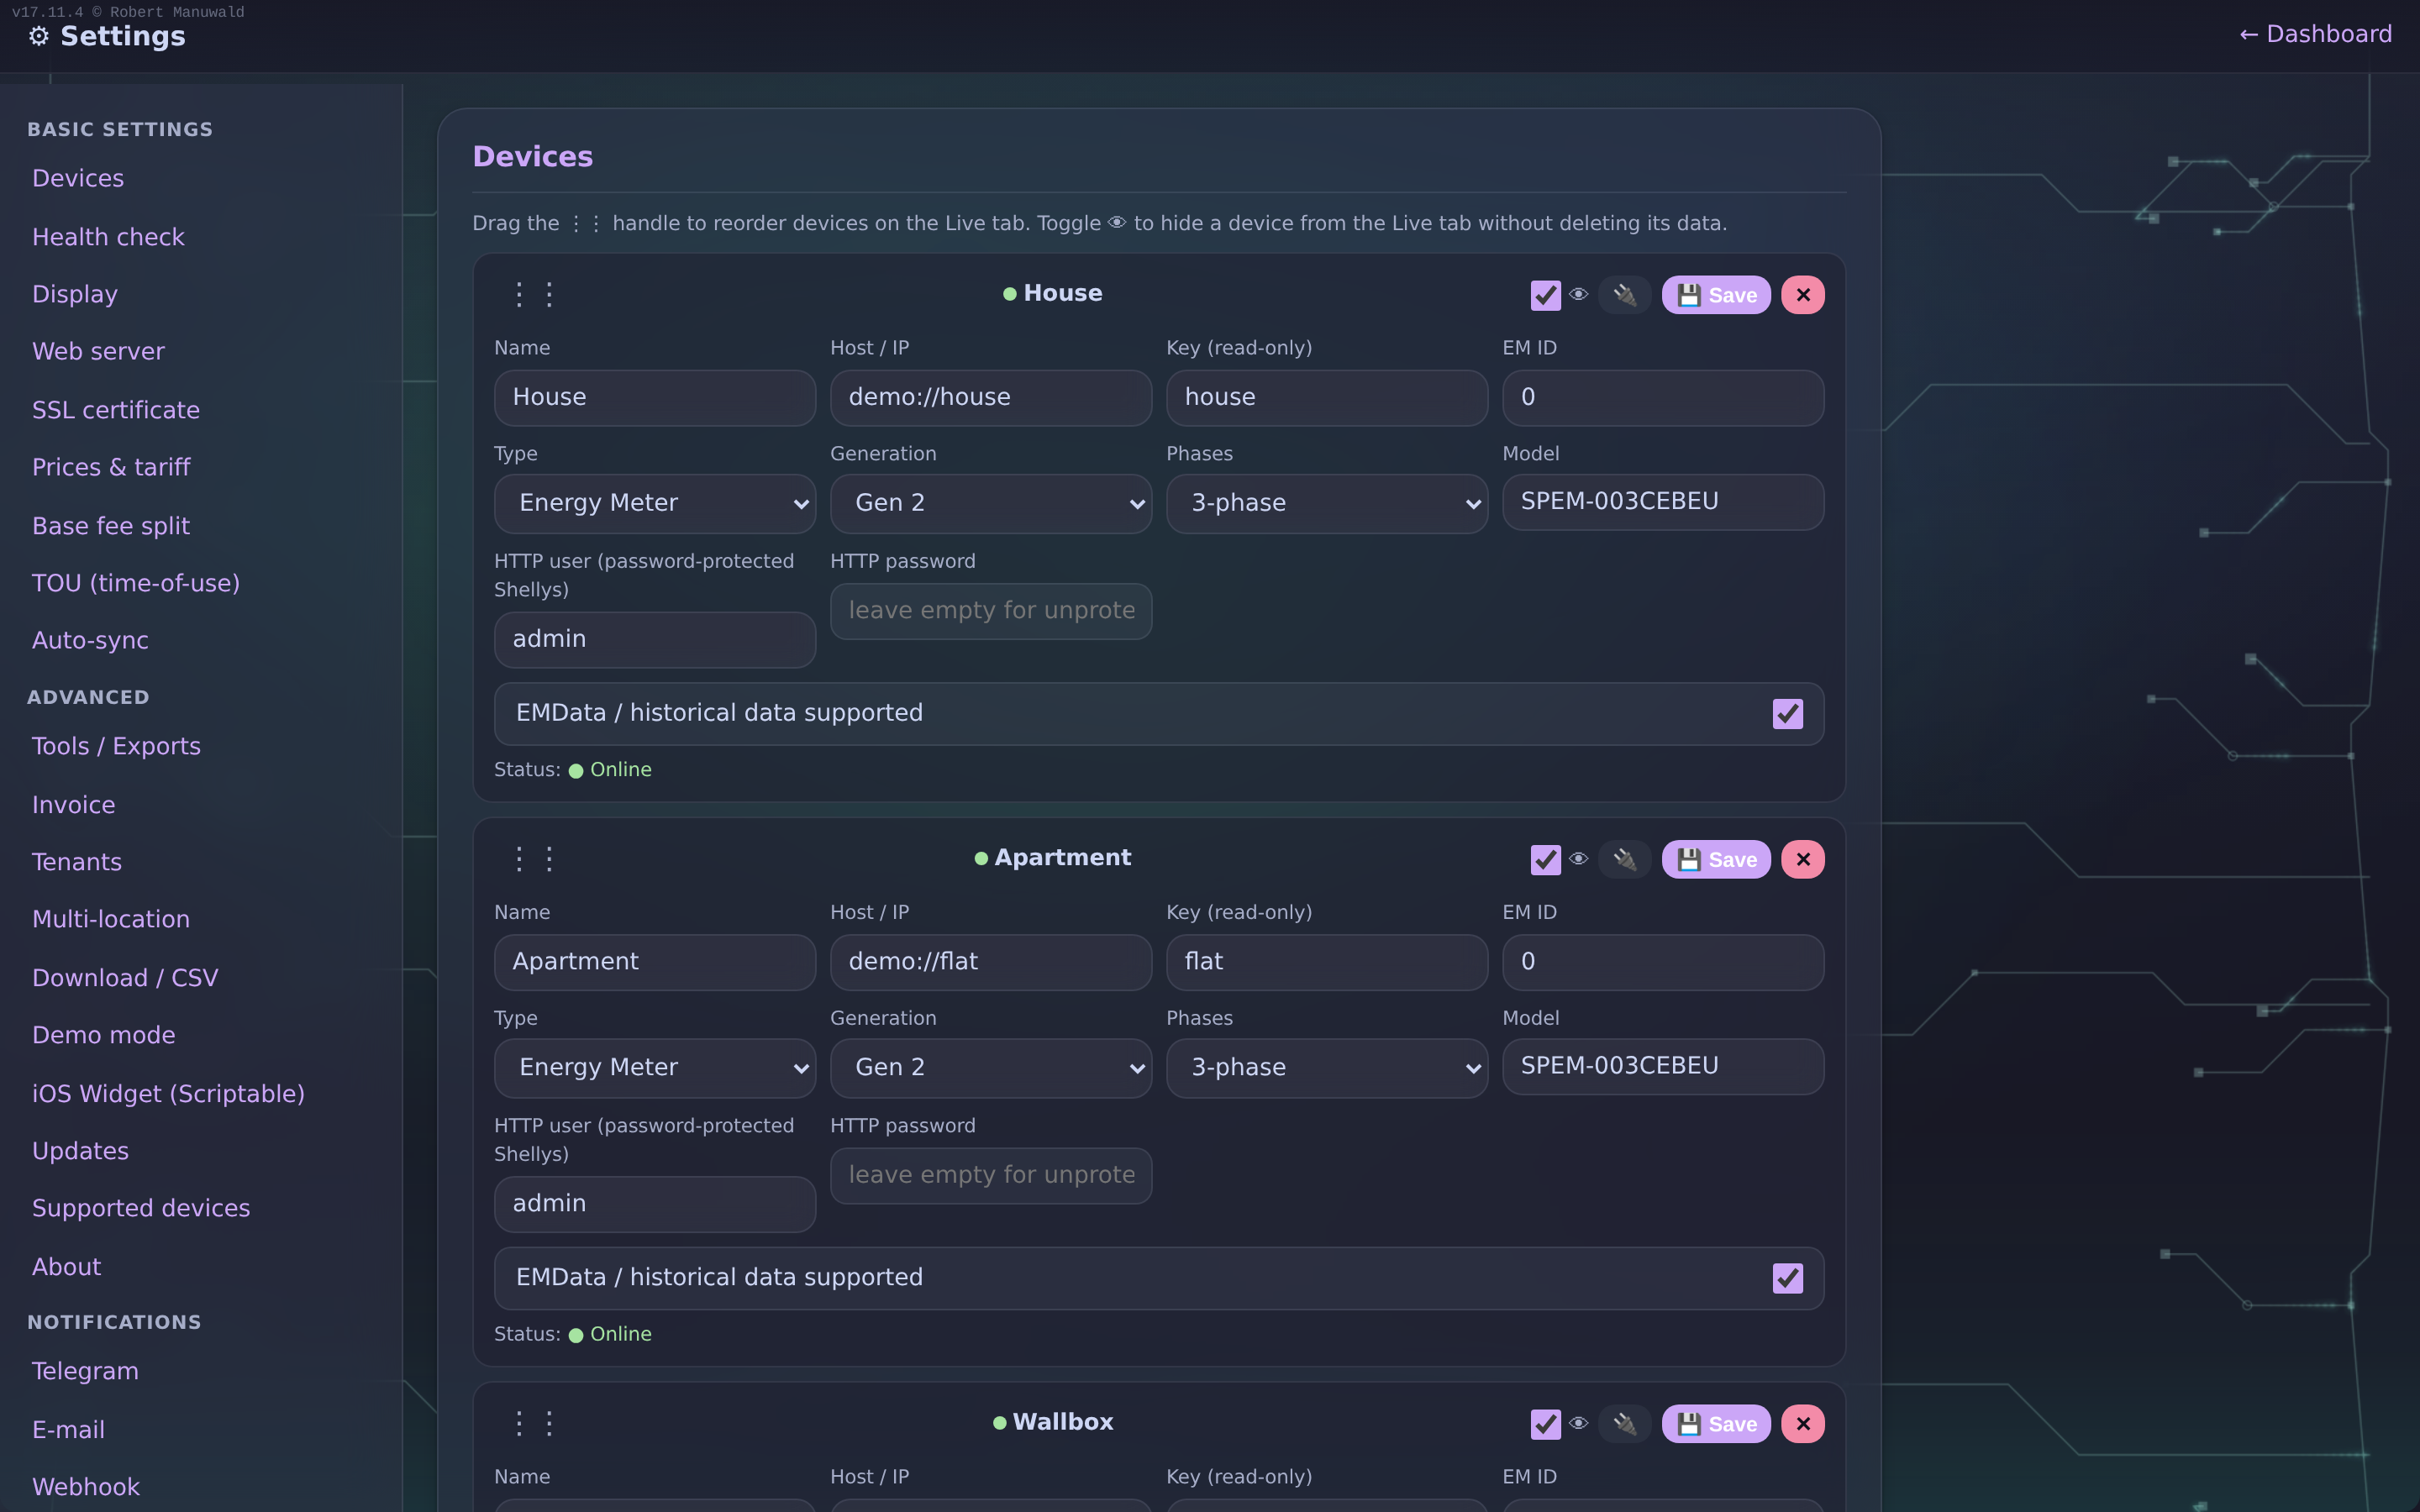 v17.11.4 © Robert Manuwald
⚙ Settings
← Dashboard
BASIC SETTINGS
Devices
Health check
Display
Web server
SSL certificate
Prices & tariff
Base fee split
TOU (time-of-use)
Auto-sync
ADVANCED
Tools / Exports
Invoice
Tenants
Multi-location
Download / CSV
Demo mode
iOS Widget (Scriptable)
Updates
Supported devices
About
NOTIFICATIONS
Telegram
E-mail
Webhook
Devices
Drag the ⋮⋮ handle to reorder devices on the Live tab. Toggle 👁 to hide a device from the Live tab without deleting its data.
House
💾 Save ✕
Name Host / IP Key (read-only) EM ID
House demo://house house 0
Type Generation Phases Model
Energy Meter Gen 2 3-phase SPEM-003CEBEU
HTTP user (password-protected Shellys) HTTP password
admin leave empty for unprote
EMData / historical data supported
Status: Online
Apartment
💾 Save ✕
Name Host / IP Key (read-only) EM ID
Apartment demo://flat flat 0
Type Generation Phases Model
Energy Meter Gen 2 3-phase SPEM-003CEBEU
HTTP user (password-protected Shellys) HTTP password
admin leave empty for unprote
EMData / historical data supported
Status: Online
Wallbox
💾 Save ✕
Name Host / IP Key (read-only) EM ID